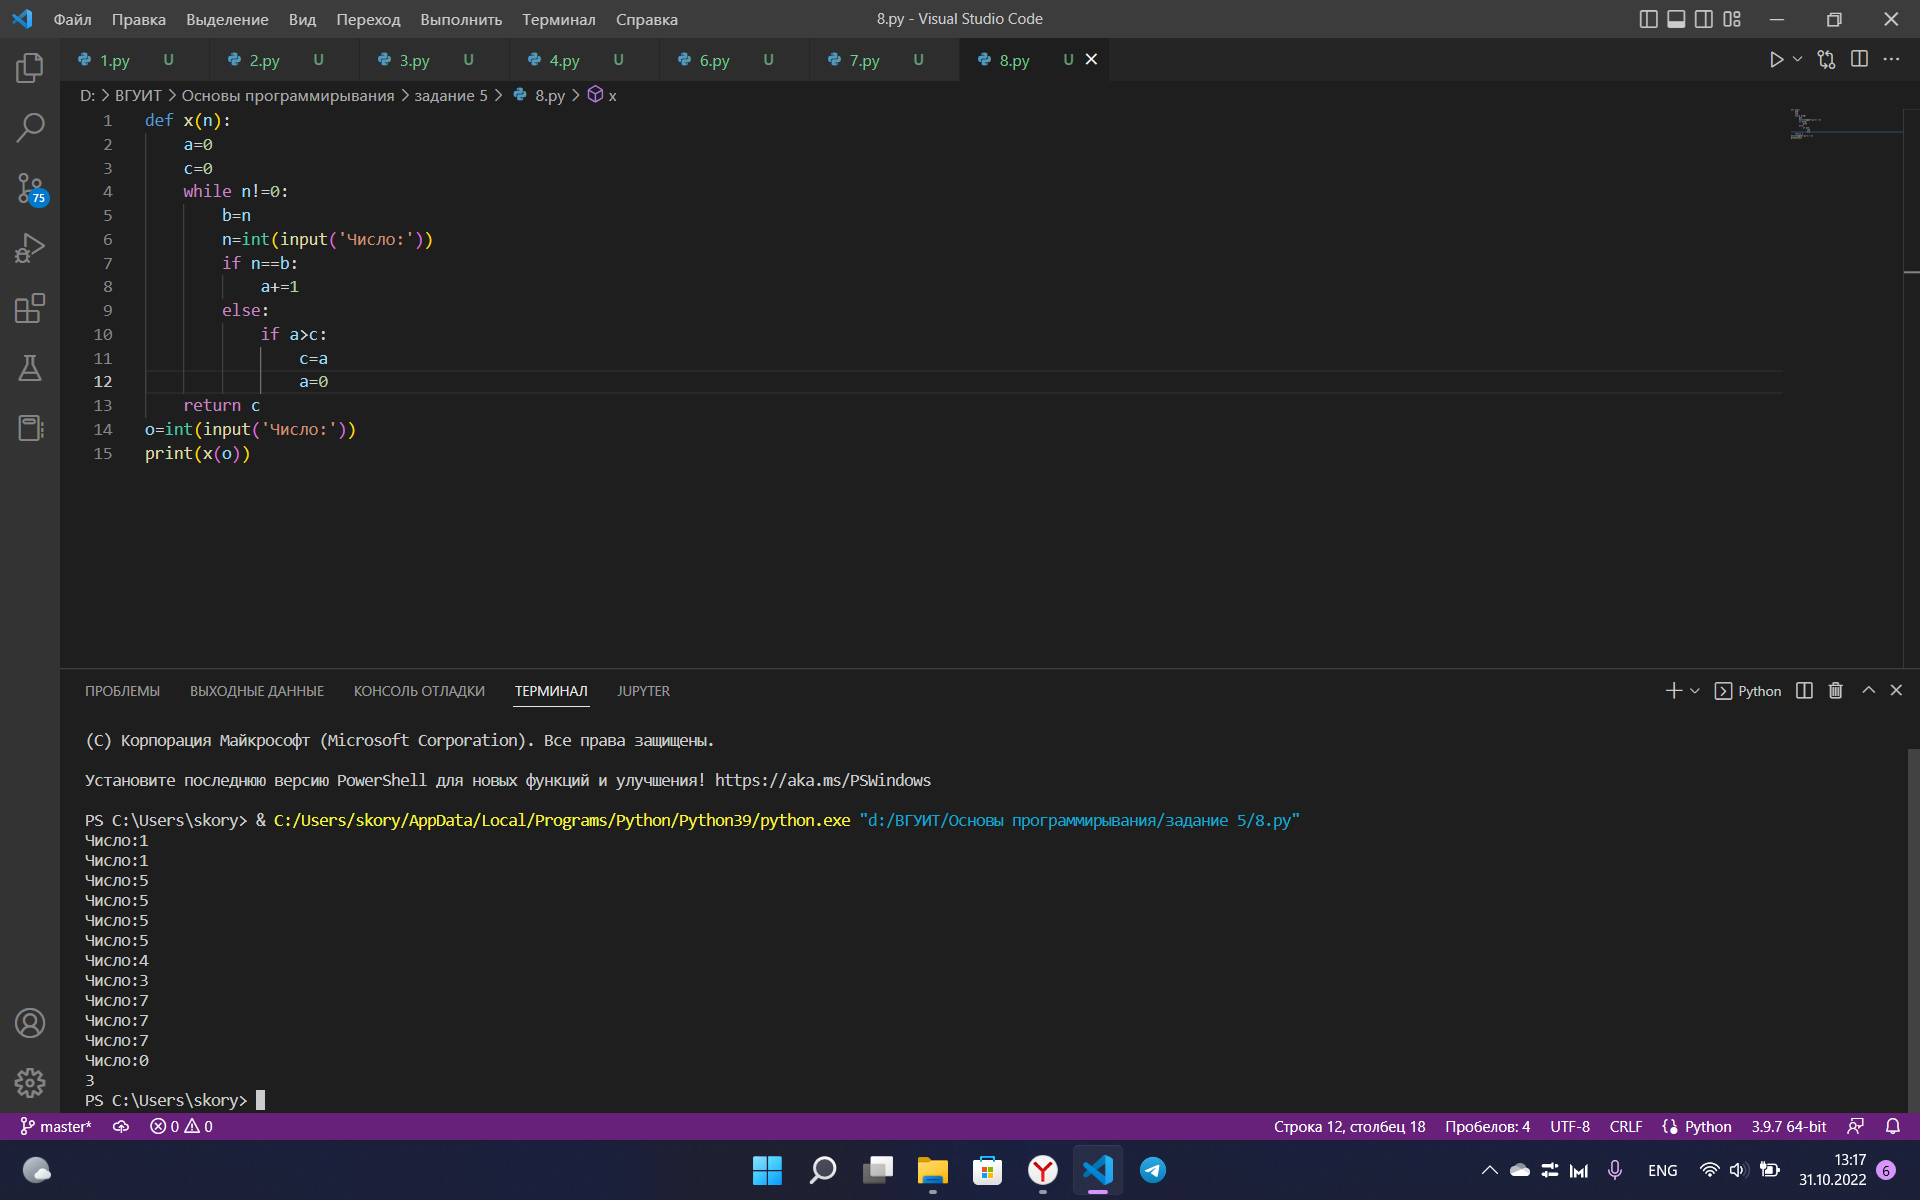 Файл Правка Выделение Вид Переход Выполнить Терминал Справка 8.py - Visual Studio Code
1.py U 2.py U 3.py U 4.py U 6.py U 7.py U 8.py U
D: > ВГУИТ > Основы программирывания > задание 5 > 8.py > x
1 def x(n):
2 a=0
3 c=0
4 while n!=0:
5 b=n
6 n=int(input('Число:'))
7 if n==b:
8 a+=1
9 else:
10 if a>c:
11 c=a
12 a=0
13 return c
14 o=int(input('Число:'))
15 print(x(o))
75
ПРОБЛЕМЫ ВЫХОДНЫЕ ДАННЫЕ КОНСОЛЬ ОТЛАДКИ ТЕРМИНАЛ JUPYTER Python
(C) Корпорация Майкрософт (Microsoft Corporation). Все права защищены.
Установите последнюю версию PowerShell для новых функций и улучшения! https://aka.ms/PSWindows
PS C:\Users\skory> & C:/Users/skory/AppData/Local/Programs/Python/Python39/python.exe "d:/ВГУИТ/Основы программирывания/задание 5/8.py"
Число:1
Число:1
Число:5
Число:5
Число:5
Число:5
Число:4
Число:3
Число:7
Число:7
Число:7
Число:0
3
PS C:\Users\skory>
master* 0 0 Строка 12, столбец 18 Пробелов: 4 UTF-8 CRLF Python 3.9.7 64-bit
ENG 13:17 6
31.10.2022